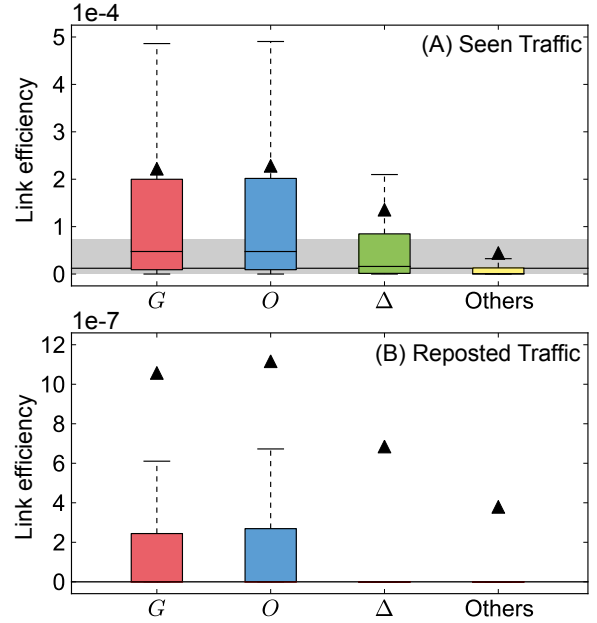 1e-4
(A) Seen Traffic
Link efficiency
5
4
3
2
1
0
G O Δ Others
1e-7
(B) Reposted Traffic
Link efficiency
12
10
8
6
4
2
0
G O Δ Others